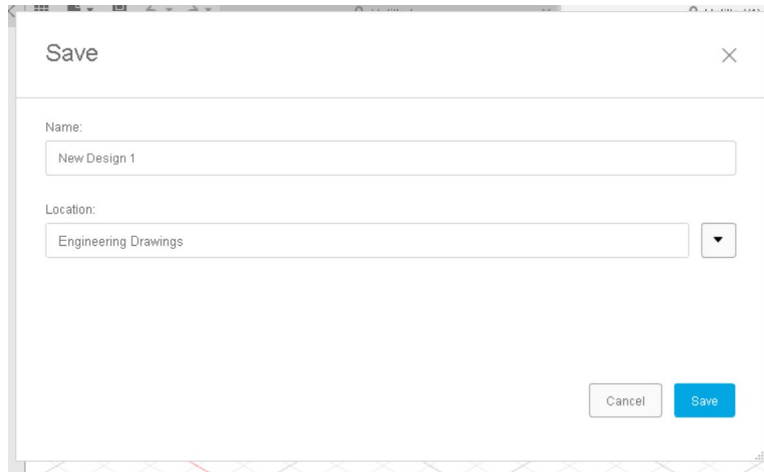 Save
Name:
New Design 1
Location:
Engineering Drawings
Cancel
Save